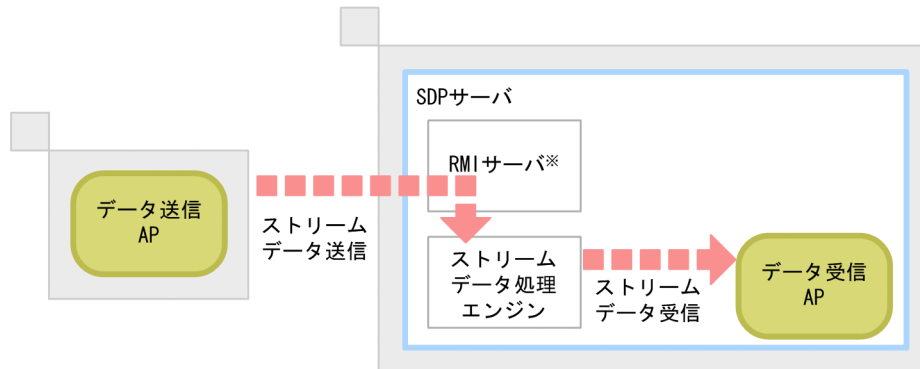 SDPサーバ
RMIサーバ※
データ送信
AP
ストリーム
データ送信
ストリーム
データ処理
エンジン
ストリーム
データ受信
データ受信
AP